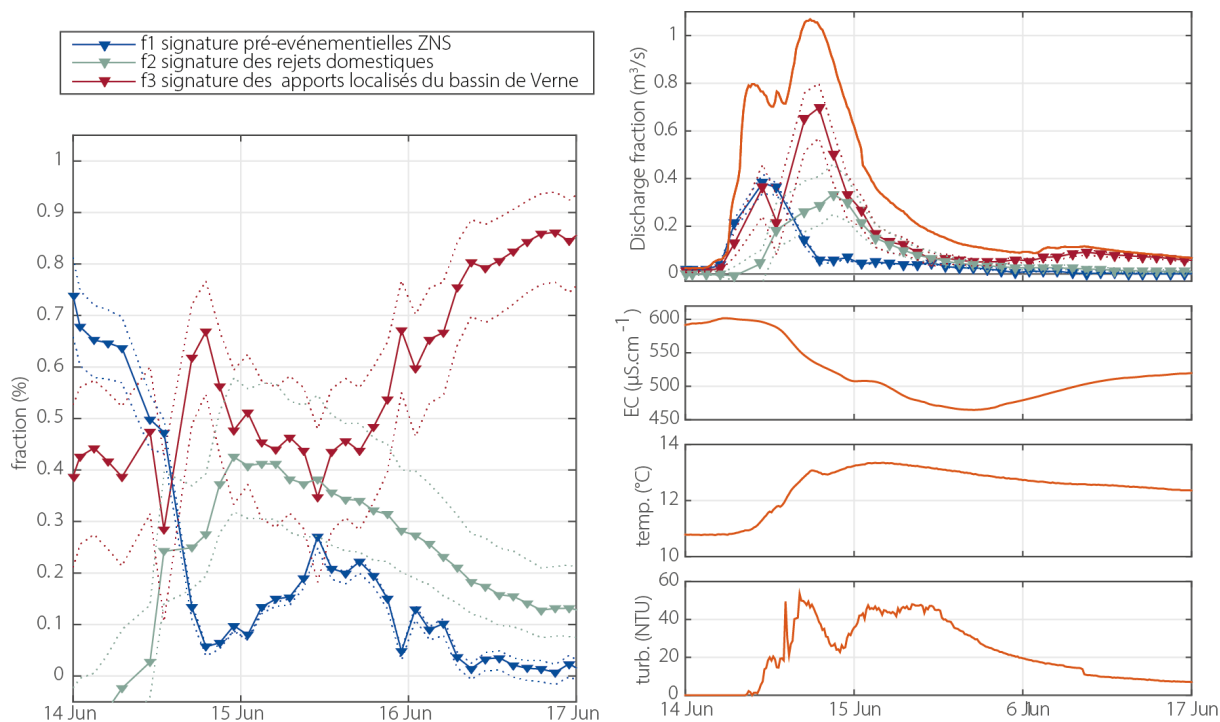 f1 signature pré-evénementielles ZNS
f2 signature des rejets domestiques
f3 signature des apports localisés du bassin de Verne
fraction (%)
1
0.9
0.8
0.7
0.6
0.5
0.4
0.3
0.2
0.1
0
14 Jun
15 Jun
16 Jun
17 Jun
Discharge fraction (m³/s)
1
0.8
0.6
0.4
0.2
0
EC (µS.cm⁻¹)
600
550
500
450
temp. (°C)
14
12
10
turb. (NTU)
60
40
20
0
14 Jun
15 Jun
6 Jun
17 Jun